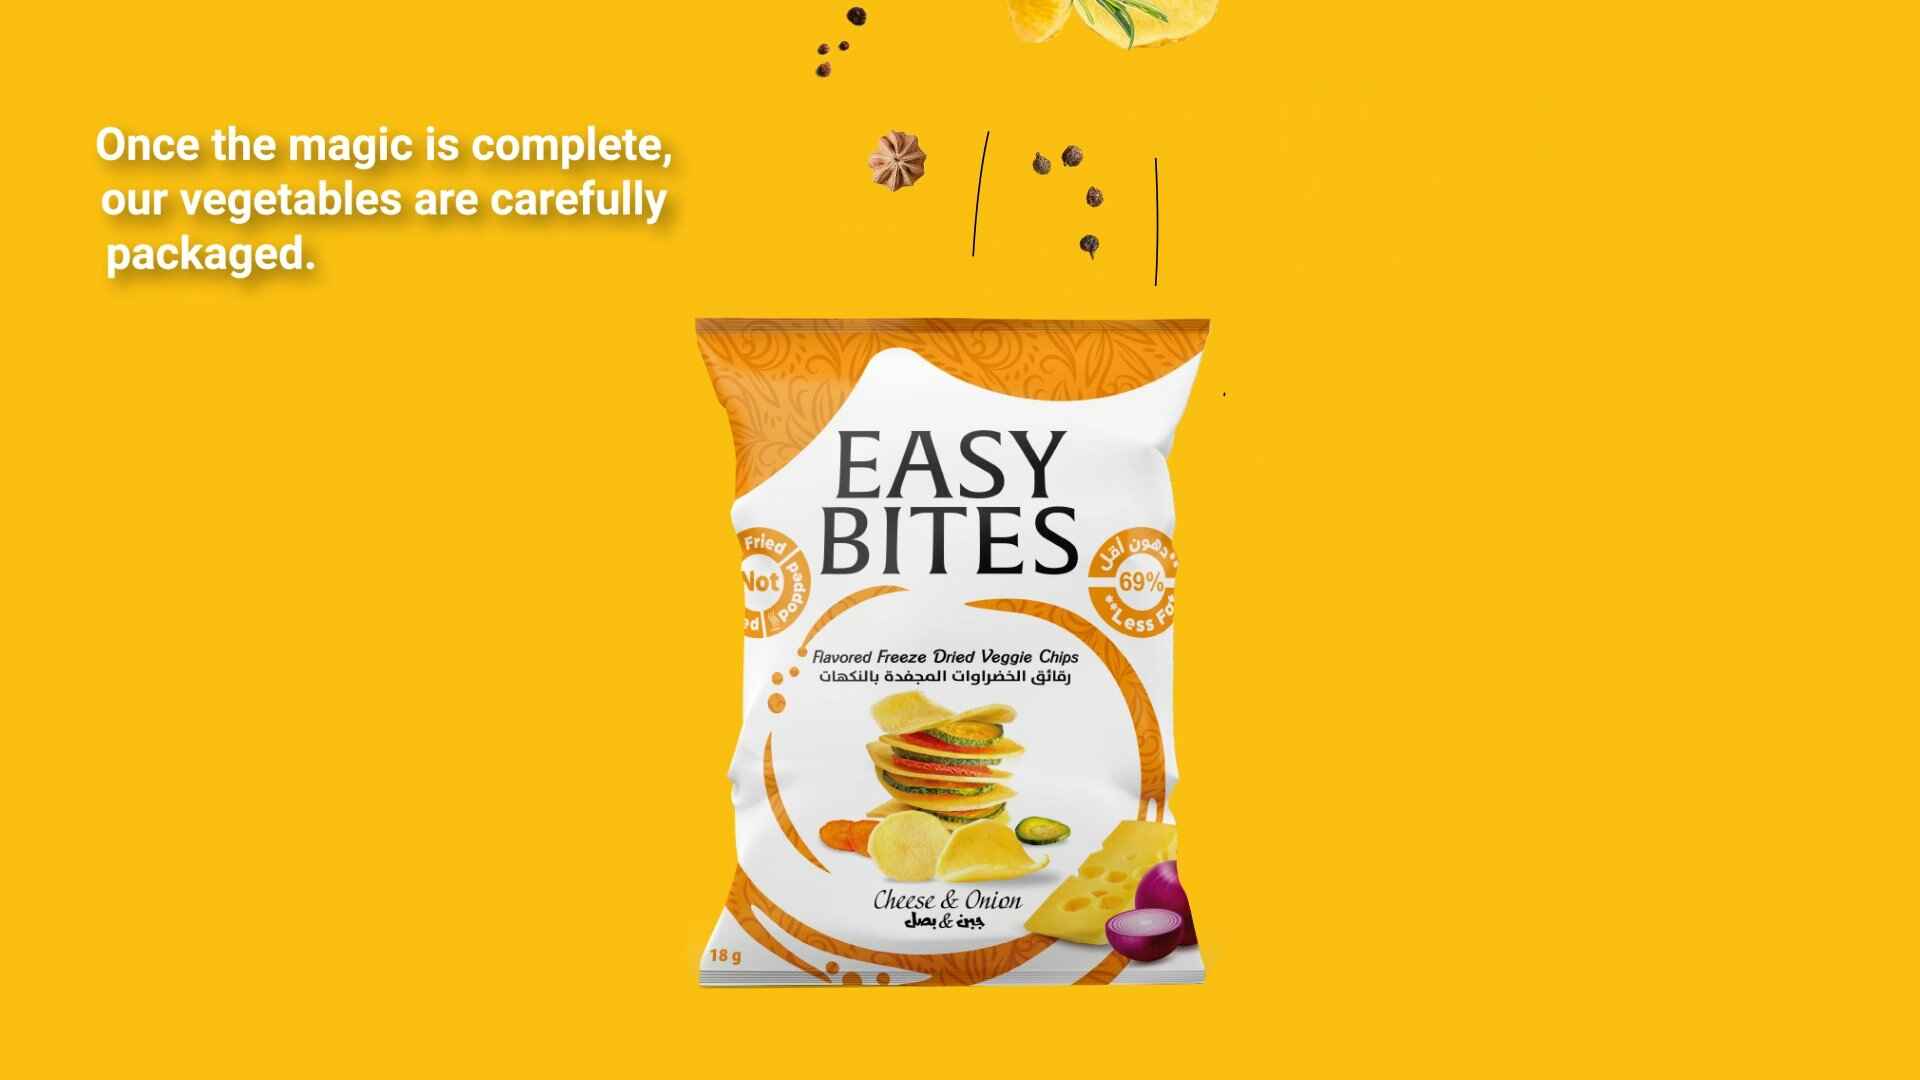 Once the magic is complete,
our vegetables are carefully
packaged.
EASY
BITES
Fried
Not
popped
دهون أقل**
69%
**Less Fat
Flavored Freeze Dried Veggie Chips
رقائق الخضراوات المجفدة بالنكهات
Cheese & Onion
جبن & بصل
18 g